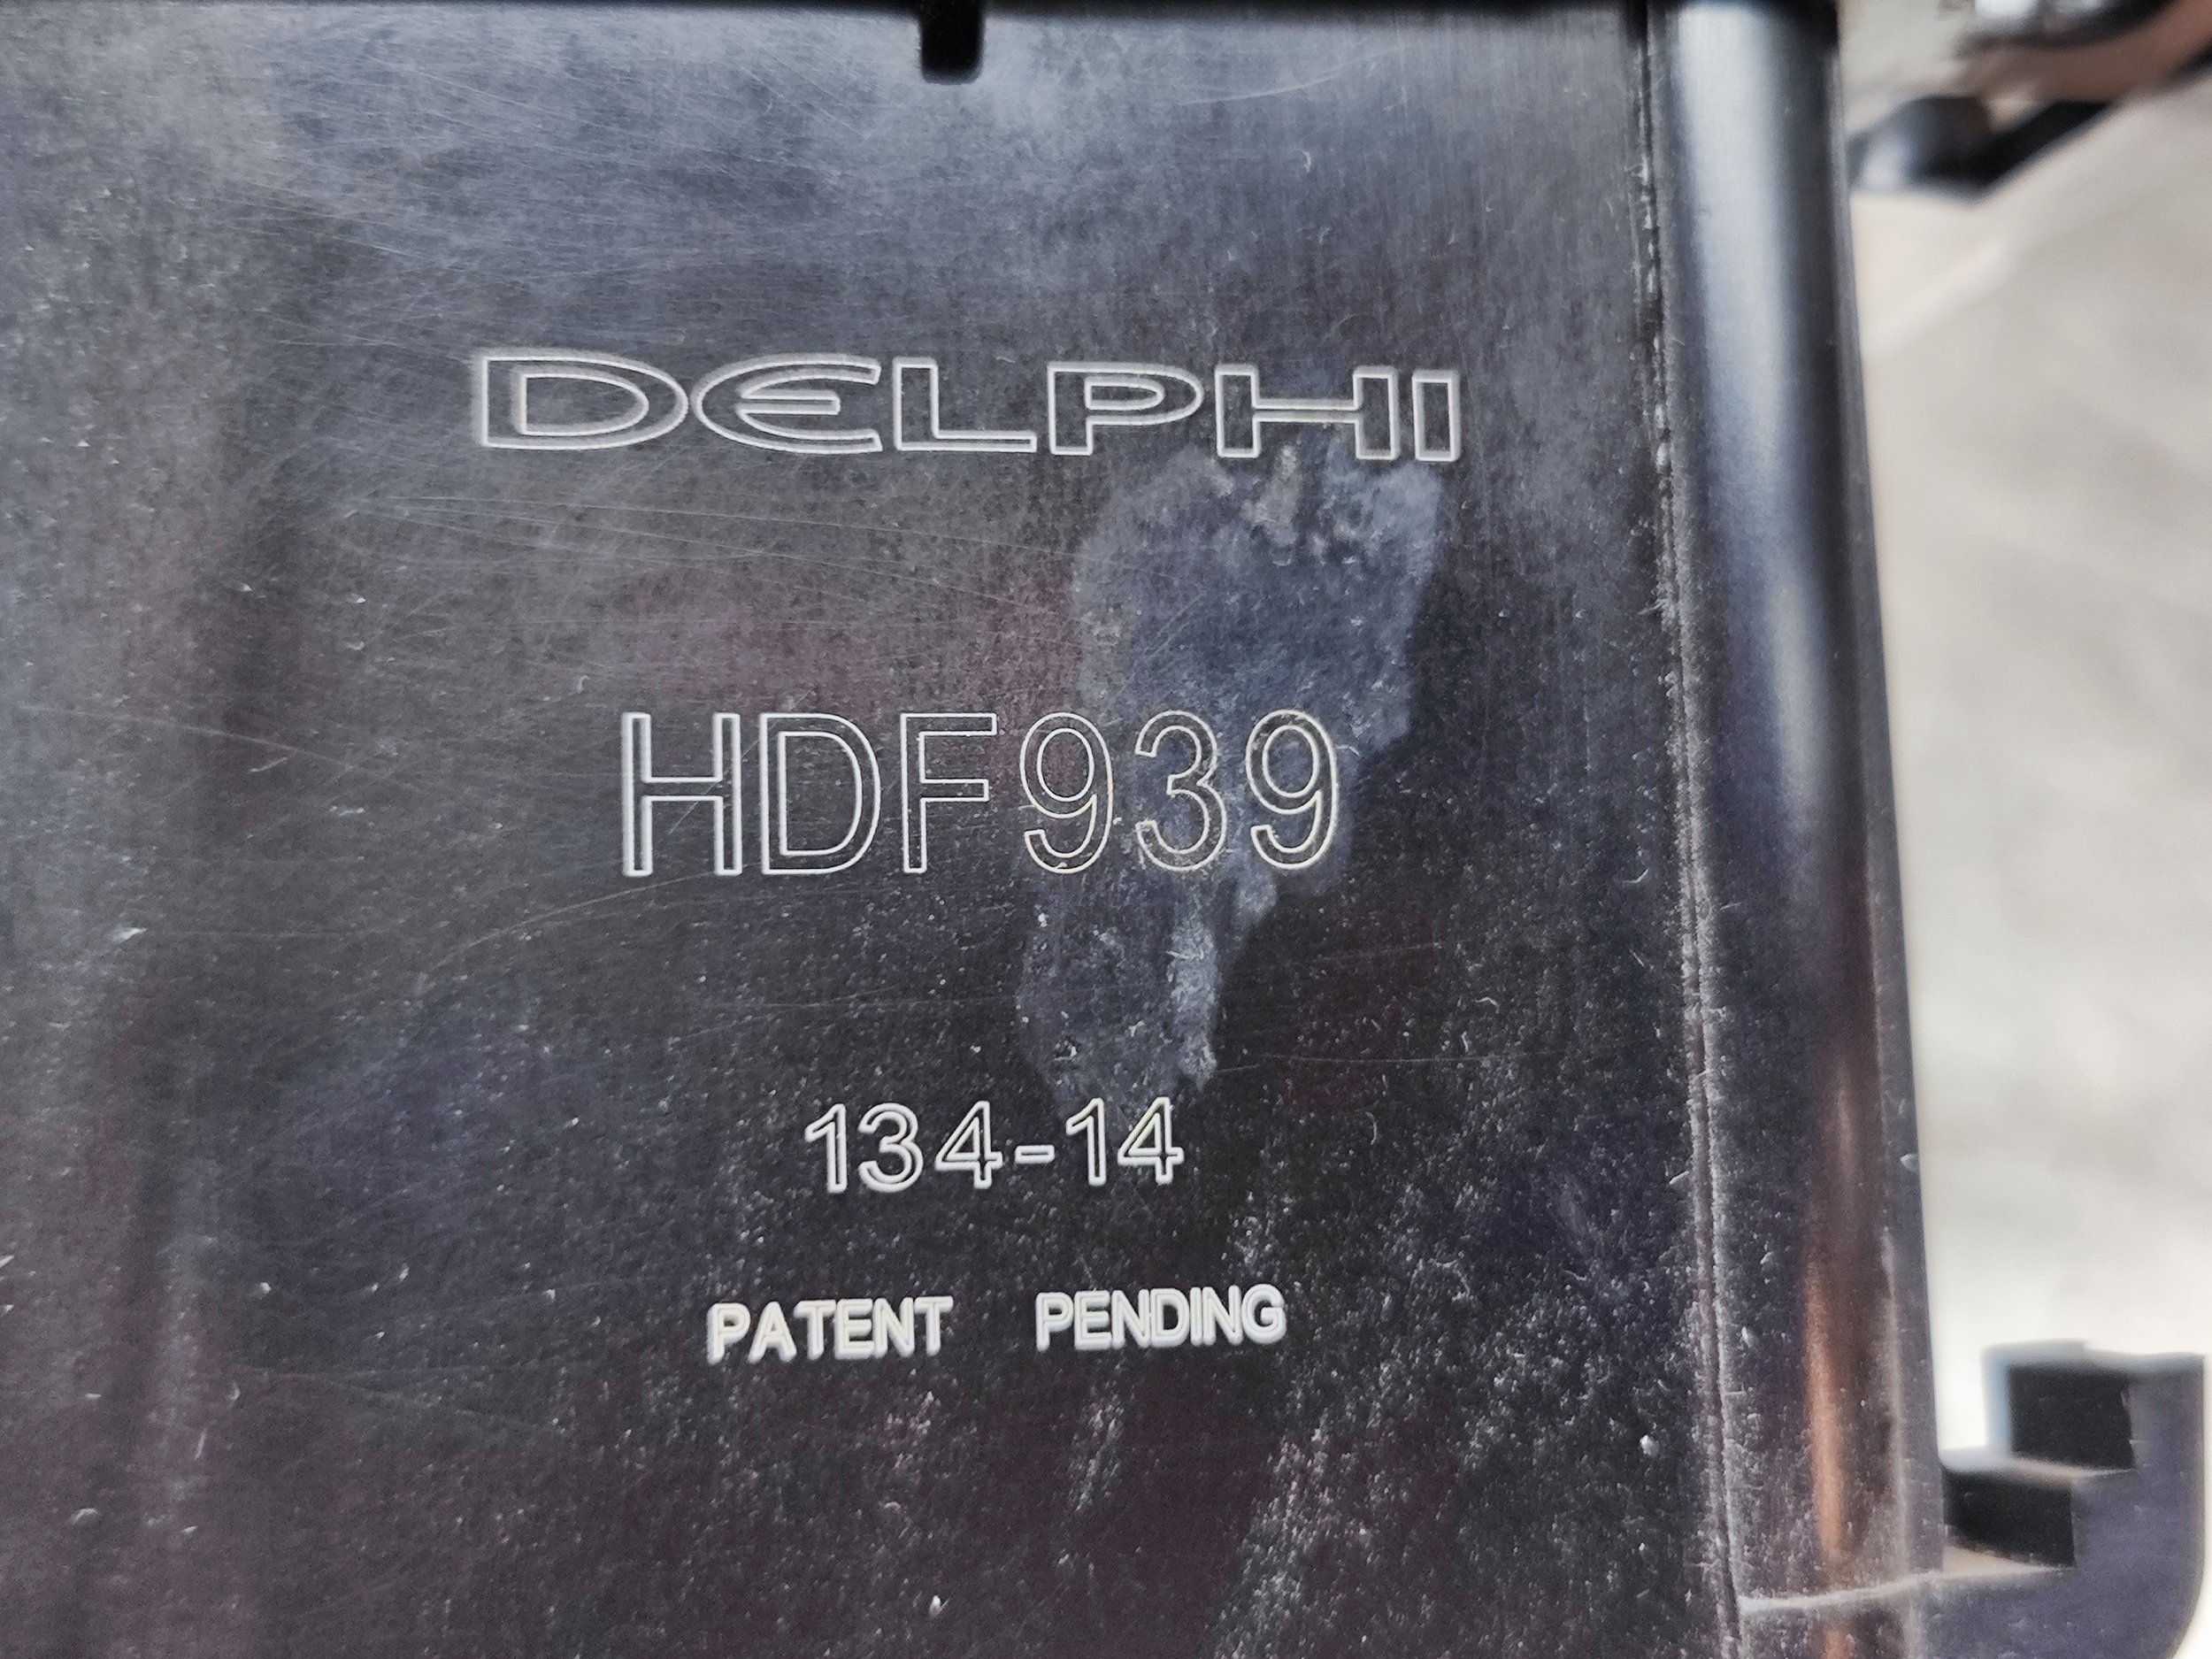 DELPHI
HDF939
134-14
PATENT PENDING